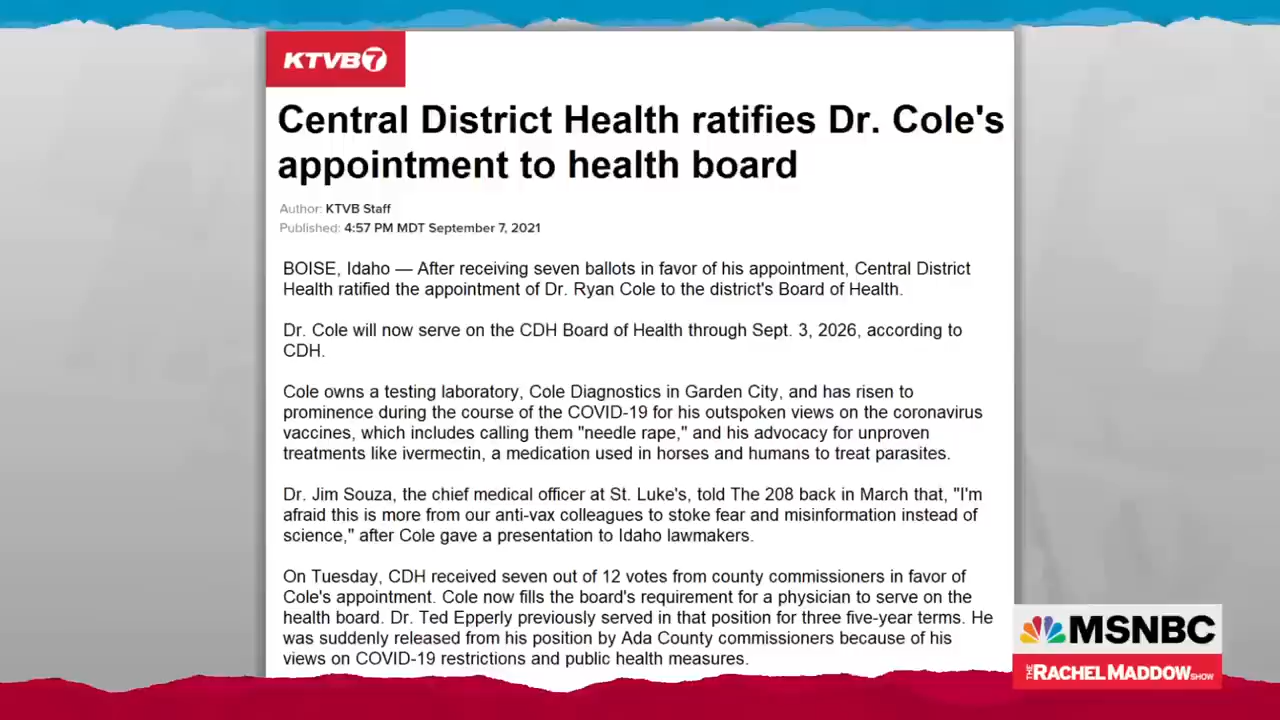 KTVB7
Central District Health ratifies Dr. Cole's
appointment to health board
Author: KTVB Staff
Published: 4:57 PM MDT September 7, 2021
BOISE, Idaho — After receiving seven ballots in favor of his appointment, Central District
Health ratified the appointment of Dr. Ryan Cole to the district's Board of Health.
Dr. Cole will now serve on the CDH Board of Health through Sept. 3, 2026, according to
CDH.
Cole owns a testing laboratory, Cole Diagnostics in Garden City, and has risen to
prominence during the course of the COVID-19 for his outspoken views on the coronavirus
vaccines, which includes calling them "needle rape," and his advocacy for unproven
treatments like ivermectin, a medication used in horses and humans to treat parasites.
Dr. Jim Souza, the chief medical officer at St. Luke's, told The 208 back in March that, "I'm
afraid this is more from our anti-vax colleagues to stoke fear and misinformation instead of
science," after Cole gave a presentation to Idaho lawmakers.
On Tuesday, CDH received seven out of 12 votes from county commissioners in favor of
Cole's appointment. Cole now fills the board's requirement for a physician to serve on the
health board. Dr. Ted Epperly previously served in that position for three five-year terms. He
was suddenly released from his position by Ada County commissioners because of his
views on COVID-19 restrictions and public health measures.
MSNBC
THE RACHEL MADDOW SHOW